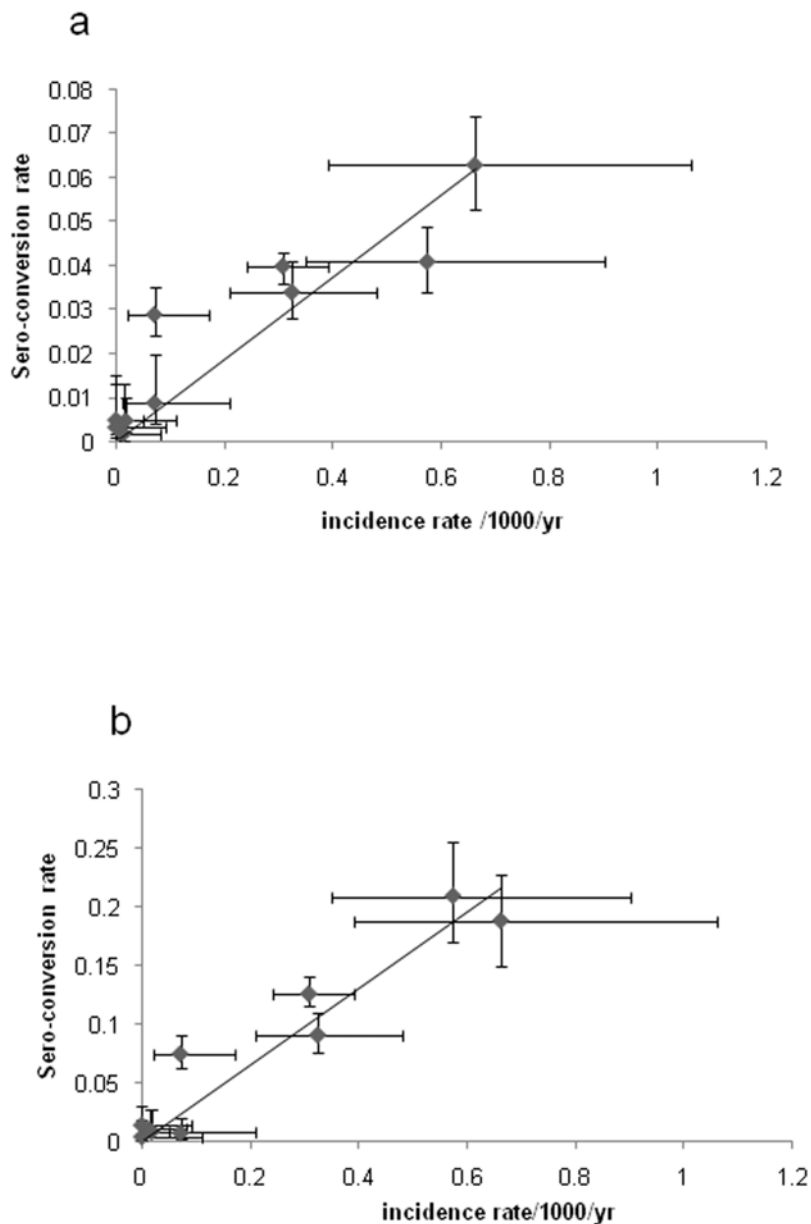 a
Sero-conversion rate
0.08
0.07
0.06
0.05
0.04
0.03
0.02
0.01
0
0 0.2 0.4 0.6 0.8 1 1.2
incidence rate /1000/yr
b
Sero-conversion rate
0.3
0.25
0.2
0.15
0.1
0.05
0
0 0.2 0.4 0.6 0.8 1 1.2
incidence rate/1000/yr